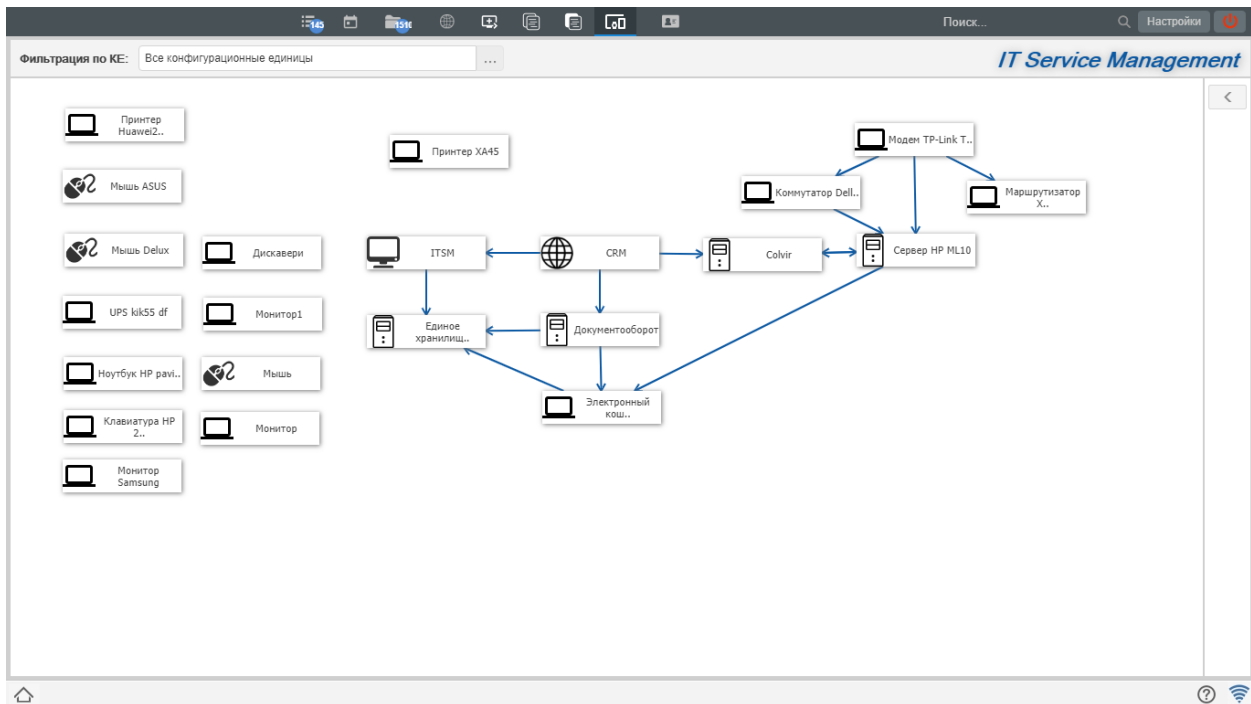 145
1516
Поиск...
Настройки
Фильтрация по КЕ:
Все конфигурационные единицы
...
IT Service Management
Принтер
Huawei2..
Принтер XA45
Модем TP-Link T..
Мышь ASUS
Коммутатор Dell..
Маршрутизатор
X..
Мышь Delux
Дискавери
ITSM
CRM
Colvir
Сервер HP ML10
UPS kik55 df
Монитор1
Единое
хранилищ..
Документооборот
Ноутбук HP pavi..
Мышь
Электронный
кош..
Клавиатура HP
2..
Монитор
Монитор
Samsung